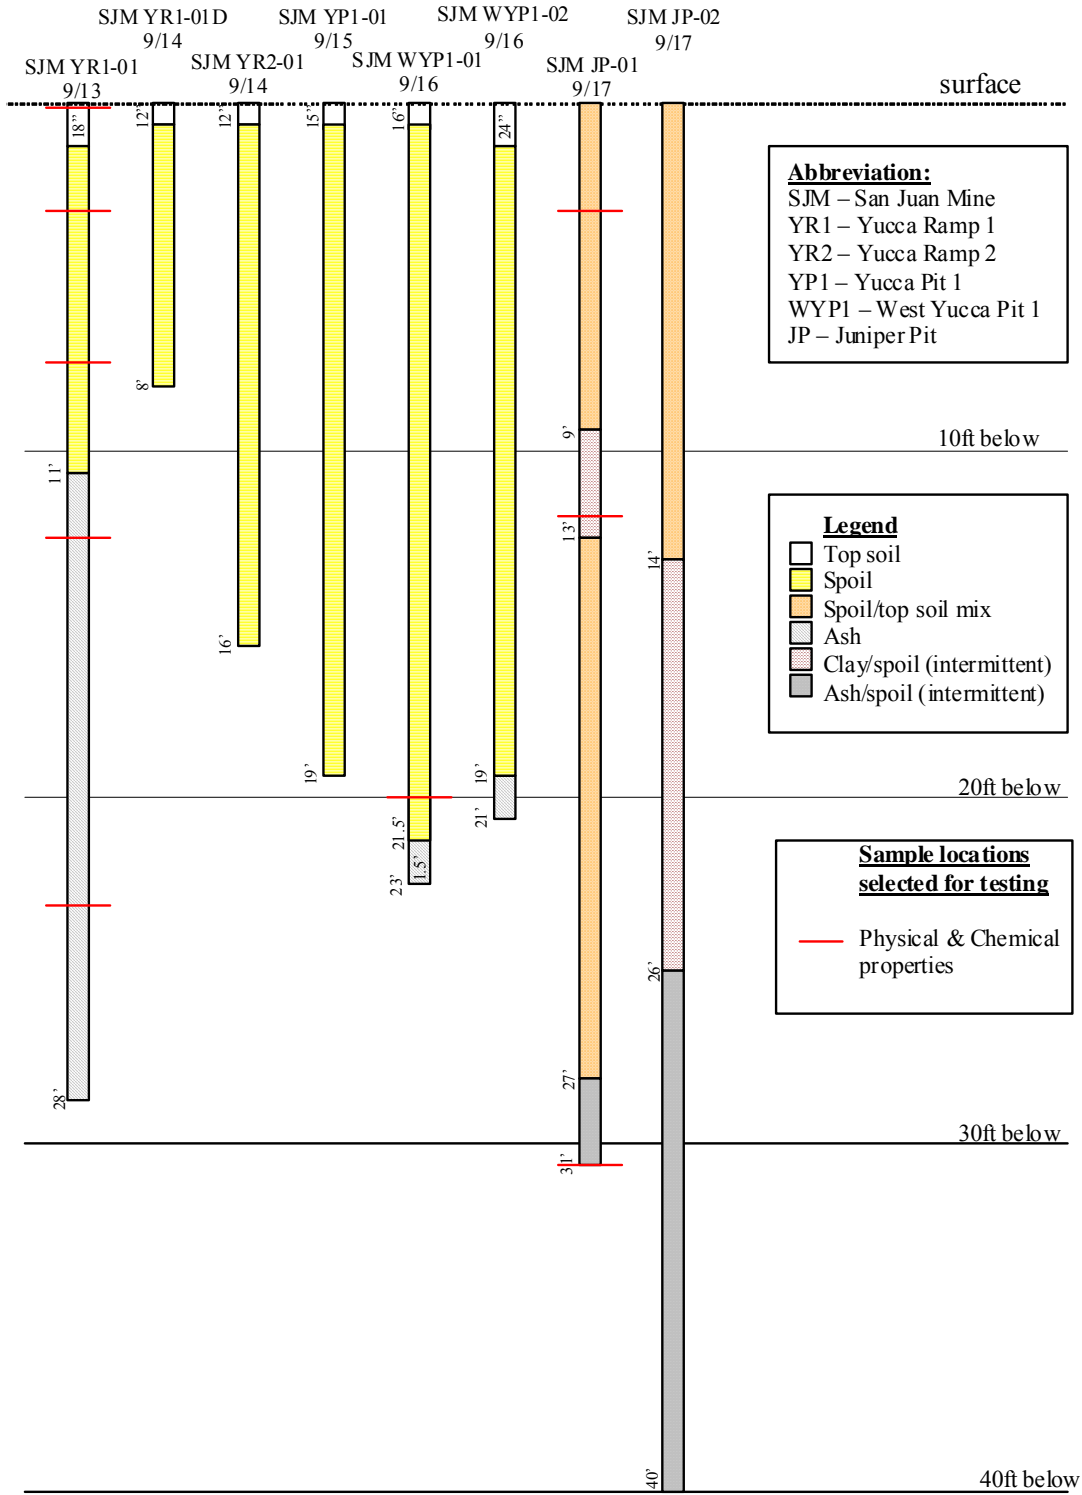 SJM YR1-01D
9/14
SJM YP1-01
9/15
SJM WYP1-02
9/16
SJM JP-02
9/17
SJM YR1-01
9/13
SJM YR2-01
9/14
SJM WYP1-01
9/16
SJM JP-01
9/17
surface
18”
12”
12”
15”
16”
24”
Abbreviation:
SJM – San Juan Mine
YR1 – Yucca Ramp 1
YR2 – Yucca Ramp 2
YP1 – Yucca Pit 1
WYP1 – West Yucca Pit 1
JP – Juniper Pit
8’
9’
10ft below
11’
13’
14’
16’
Legend
Top soil
Spoil
Spoil/top soil mix
Ash
Clay/spoil (intermittent)
Ash/spoil (intermittent)
19’
19’
20ft below
21’
21.5’
1.5’
23’
Sample locations
selected for testing
Physical & Chemical
properties
26’
27’
28’
30ft below
31’
40’
40ft below